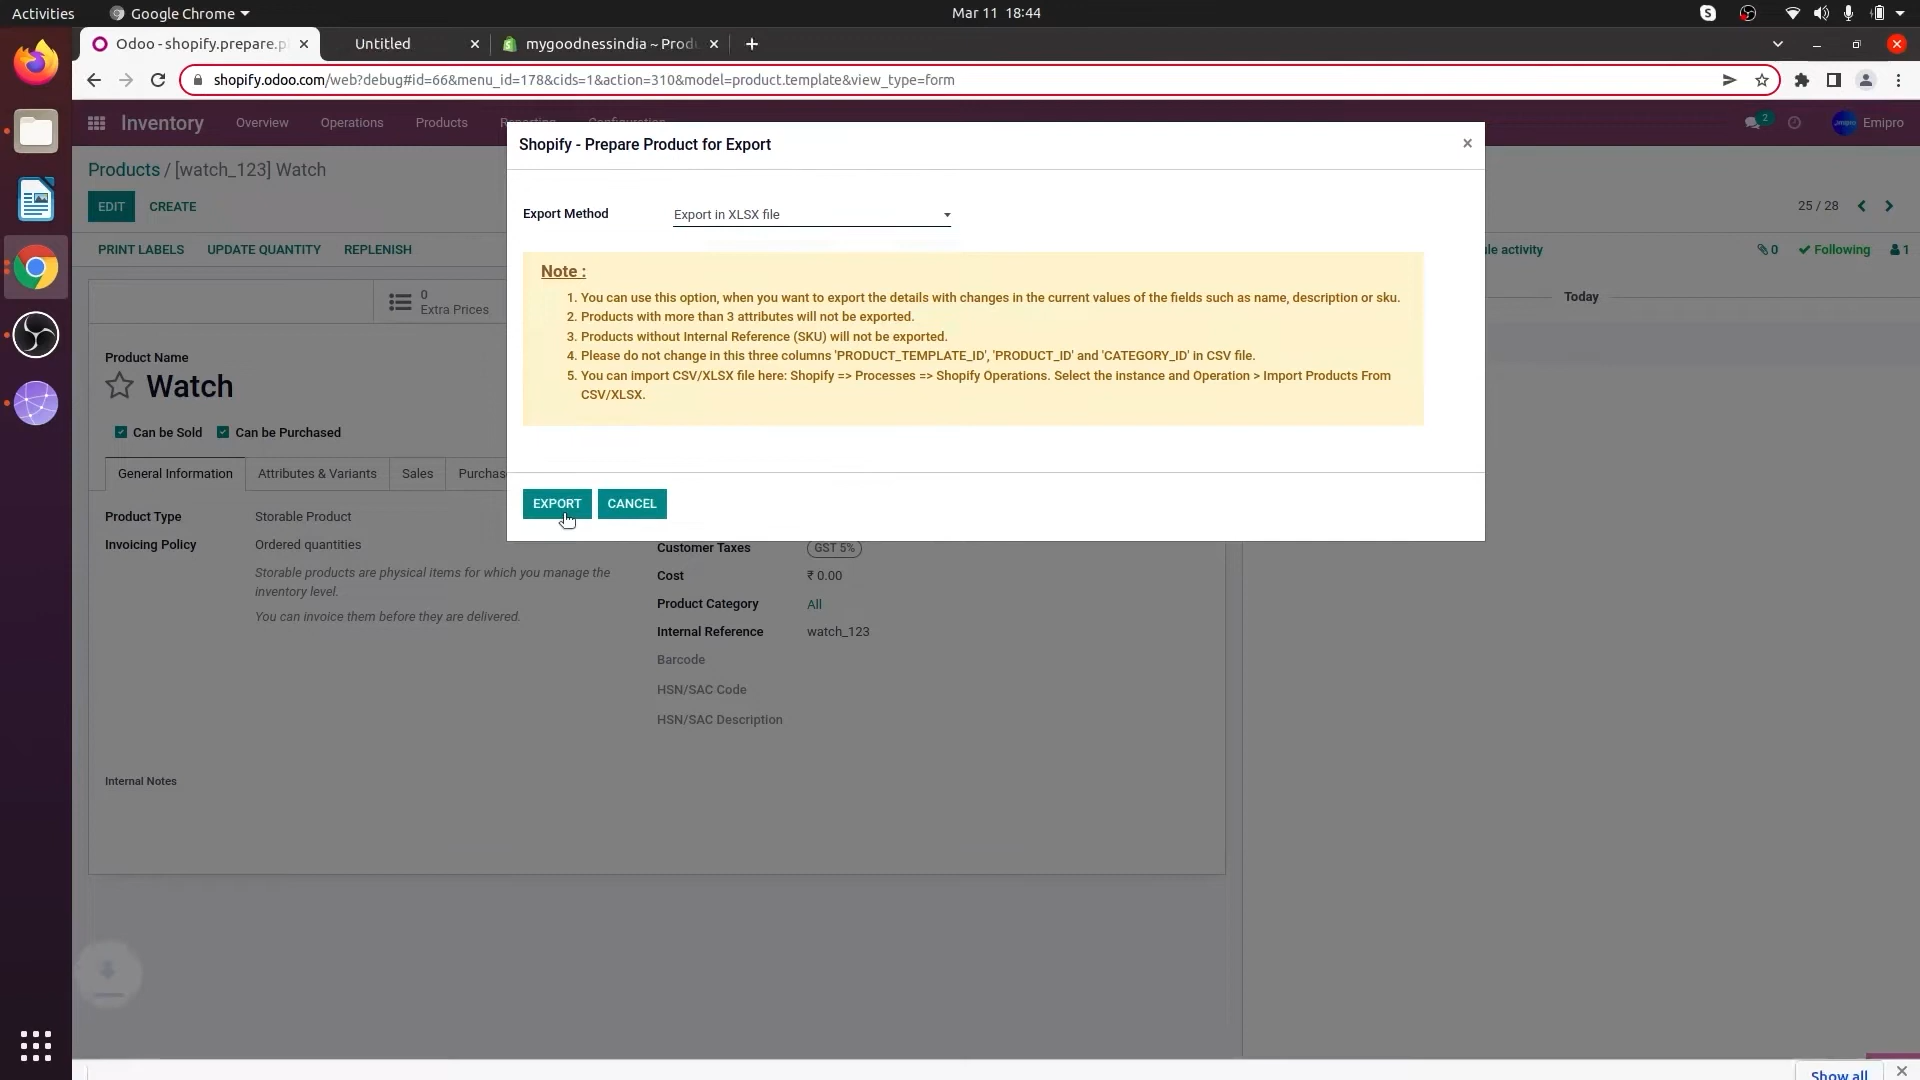 Activities
Google Chrome
Mar 11 18:44
Odoo - shopify.prepare.p
Untitled
mygoodnessindia ~ Produ
shopify.odoo.com/web?debug#id=66&menu_id=178&cids=1&action=310&model=product.template&view_type=form
Inventory
Overview
Operations
Products
Reporting
Configuration
2
Emipro
Products / [watch_123] Watch
EDIT
CREATE
25 / 28
PRINT LABELS
UPDATE QUANTITY
REPLENISH
ule activity
0
Following
1
0
Extra Prices
Today
Shopify - Prepare Product for Export
×
Export Method
Export in XLSX file
Note :
1. You can use this option, when you want to export the details with changes in the current values of the fields such as name, description or sku.
2. Products with more than 3 attributes will not be exported.
3. Products without Internal Reference (SKU) will not be exported.
4. Please do not change in this three columns 'PRODUCT_TEMPLATE_ID', 'PRODUCT_ID' and 'CATEGORY_ID' in CSV file.
5. You can import CSV/XLSX file here: Shopify => Processes => Shopify Operations. Select the instance and Operation > Import Products From
CSV/XLSX.
EXPORT
CANCEL
Product Name
Watch
Can be Sold
Can be Purchased
General Information
Attributes & Variants
Sales
Purchas
Product Type
Storable Product
Invoicing Policy
Ordered quantities
Storable products are physical items for which you manage the
inventory level.
You can invoice them before they are delivered.
Customer Taxes
GST 5%
Cost
₹ 0.00
Product Category
All
Internal Reference
watch_123
Barcode
HSN/SAC Code
HSN/SAC Description
Internal Notes
Show all